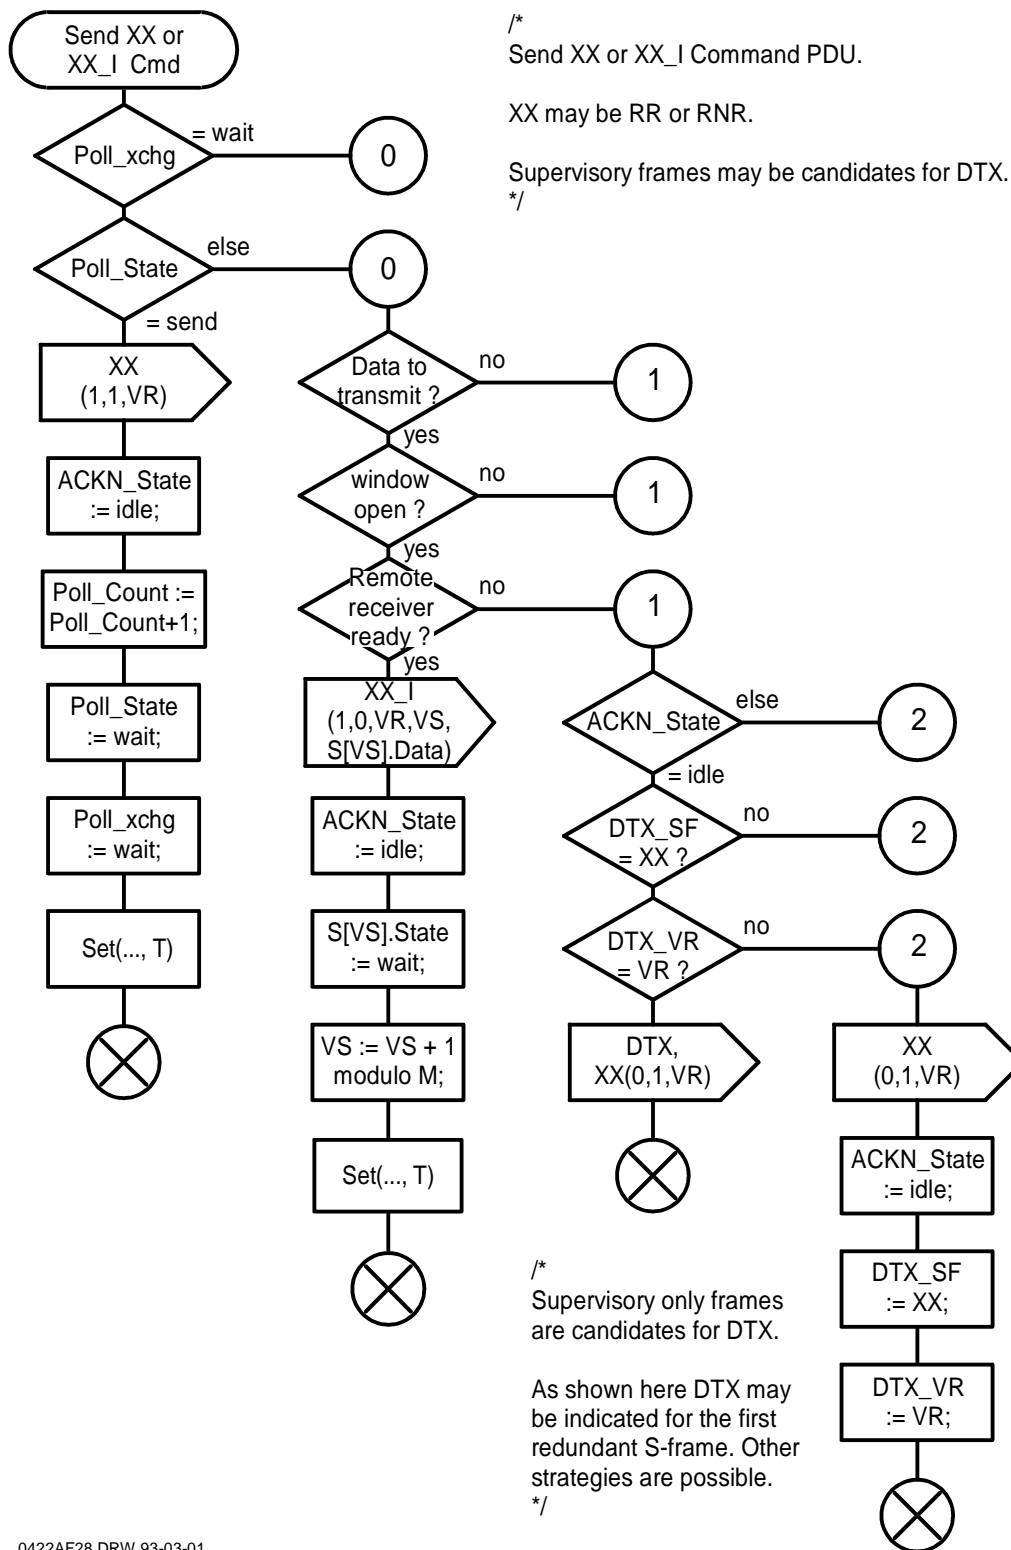 Send XX or
XX_I Cmd
/*
Send XX or XX_I Command PDU.
XX may be RR or RNR.
Supervisory frames may be candidates for DTX.
*/
Poll_xchg
= wait
0
Poll_State
else
0
= send
XX
(1,1,VR)
ACKN_State
:= idle;
Poll_Count :=
Poll_Count+1;
Poll_State
:= wait;
Poll_xchg
:= wait;
Set(..., T)
Data to
transmit ?
no
1
yes
window
open ?
no
1
yes
Remote
receiver
ready ?
no
1
yes
XX_I
(1,0,VR,VS,
S[VS].Data)
ACKN_State
:= idle;
S[VS].State
:= wait;
VS := VS + 1
modulo M;
Set(..., T)
ACKN_State
else
2
= idle
DTX_SF
= XX ?
no
2
DTX_VR
= VR ?
no
2
DTX,
XX(0,1,VR)
XX
(0,1,VR)
ACKN_State
:= idle;
DTX_SF
:= XX;
DTX_VR
:= VR;
/*
Supervisory only frames
are candidates for DTX.
As shown here DTX may
be indicated for the first
redundant S-frame. Other
strategies are possible.
*/
0422AF28.DRW 93-03-01